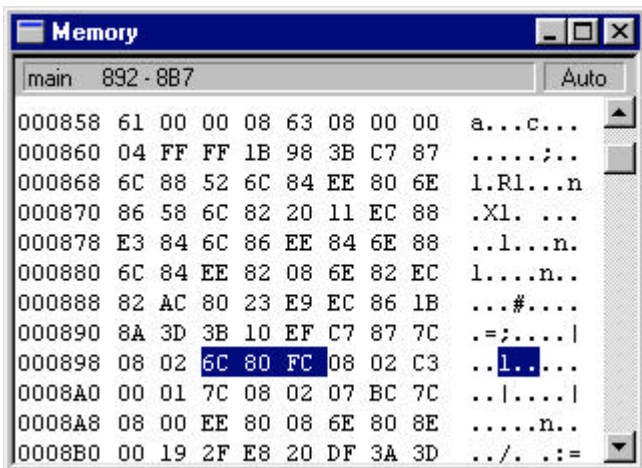 Memory
main 892 - 8B7 Auto
000858 61 00 00 08 63 08 00 00 a...c...
000860 04 FF FF 1B 98 3B C7 87 .....;..
000868 6C 88 52 6C 84 EE 80 6E l.Rl...n
000870 86 58 6C 82 20 11 EC 88 .Xl. ...
000878 E3 84 6C 86 EE 84 6E 88 ..l...n.
000880 6C 84 EE 82 08 6E 82 EC l....n..
000888 82 AC 80 23 E9 EC 86 1B ...#....
000890 8A 3D 3B 10 EF C7 87 7C .=;....|
000898 08 02 6C 80 FC 08 02 C3 ..l.....
0008A0 00 01 7C 08 02 07 BC 7C ..|....|
0008A8 08 00 EE 80 08 6E 80 8E .....n..
0008B0 00 19 2F E8 20 DF 3A 3D ../. .:=